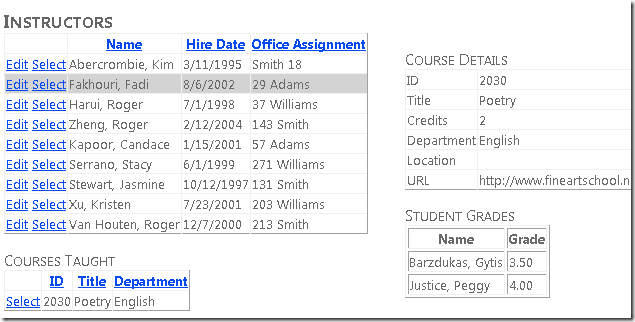 INSTRUCTORS
Name Hire Date Office Assignment
Edit Select Abercrombie, Kim 3/11/1995 Smith 18
Edit Select Fakhouri, Fadi 8/6/2002 29 Adams
Edit Select Harui, Roger 7/1/1998 37 Williams
Edit Select Zheng, Roger 2/12/2004 143 Smith
Edit Select Kapoor, Candace 1/15/2001 57 Adams
Edit Select Serrano, Stacy 6/1/1999 271 Williams
Edit Select Stewart, Jasmine 10/12/1997 131 Smith
Edit Select Xu, Kristen 7/23/2001 203 Williams
Edit Select Van Houten, Roger 12/7/2000 213 Smith
COURSES TAUGHT
ID Title Department
Select 2030 Poetry English
COURSE DETAILS
ID 2030
Title Poetry
Credits 2
Department English
Location
URL http://www.fineartschool.n
STUDENT GRADES
Name Grade
Barzdukas, Gytis 3.50
Justice, Peggy 4.00